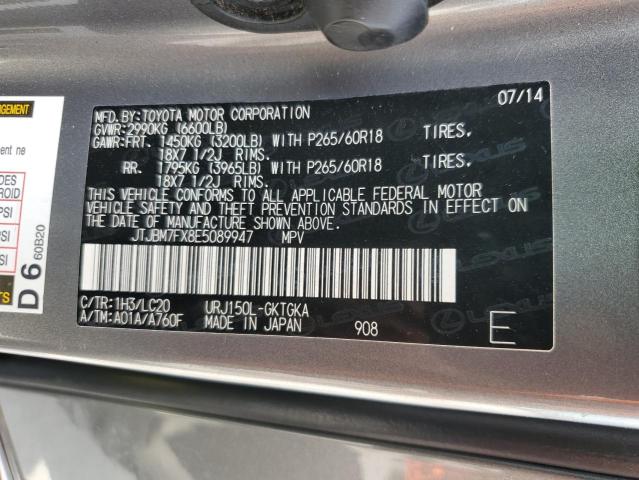 07/14
MFD.BY:TOYOTA MOTOR CORPORATION
GVWR:2990KG (6600LB)
GAWR:FRT. 1450KG (3200LB) WITH P265/60R18 TIRES.
18X7 1/2J RIMS.
RR. 1795KG (3965LB) WITH P265/60R18 TIRES.
18X7 1/2J RIMS.
THIS VEHICLE CONFORMS TO ALL APPLICABLE FEDERAL MOTOR
VEHICLE SAFETY AND THEFT PREVENTION STANDARDS IN EFFECT ON
THE DATE OF MANUFACTURE SHOWN ABOVE.
JTJBM7FX8E5089947 MPV
C/TR:1H3/LC20 URJ150L-GKTGKA
A/TM:A01A/A760F MADE IN JAPAN 908
E
LEXUS
D6
60B20